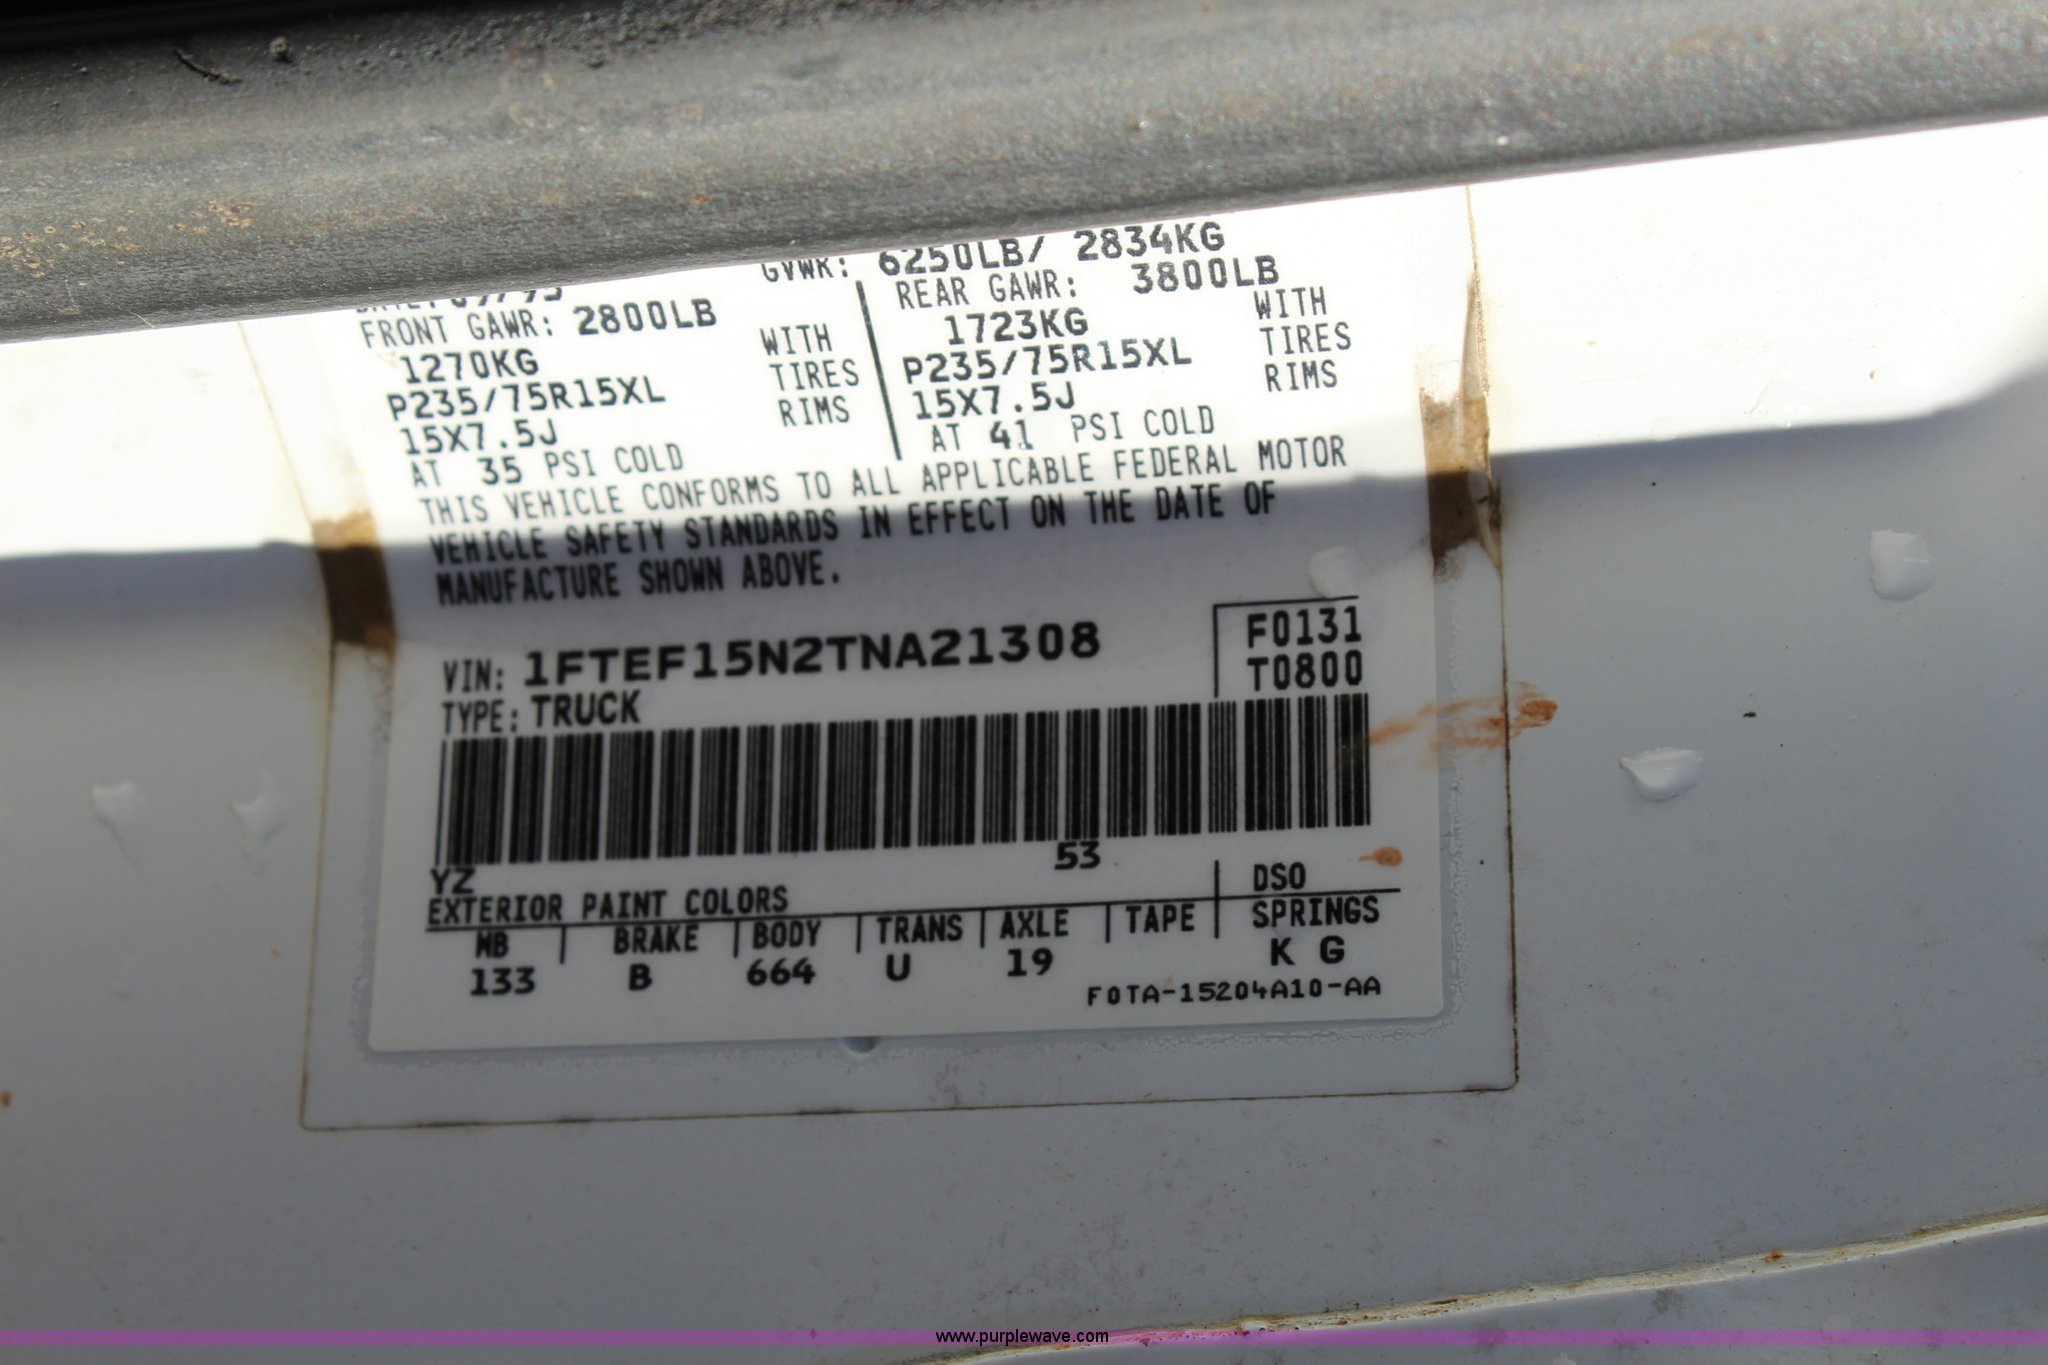 GVWR: 6250LB/ 2834KG
FRONT GAWR: 2800LB REAR GAWR: 3800LB
1270KG WITH 1723KG WITH
P235/75R15XL TIRES P235/75R15XL TIRES
15X7.5J RIMS 15X7.5J RIMS
AT 35 PSI COLD AT 41 PSI COLD
THIS VEHICLE CONFORMS TO ALL APPLICABLE FEDERAL MOTOR
VEHICLE SAFETY STANDARDS IN EFFECT ON THE DATE OF
MANUFACTURE SHOWN ABOVE.
F0131
VIN: 1FTEF15N2TNA21308 T0800
TYPE: TRUCK
YZ 53 DSO
EXTERIOR PAINT COLORS
WB BRAKE BODY TRANS AXLE TAPE SPRINGS
133 B 664 U 19 K G
F0TA-15204A10-AA
www.purplewave.com